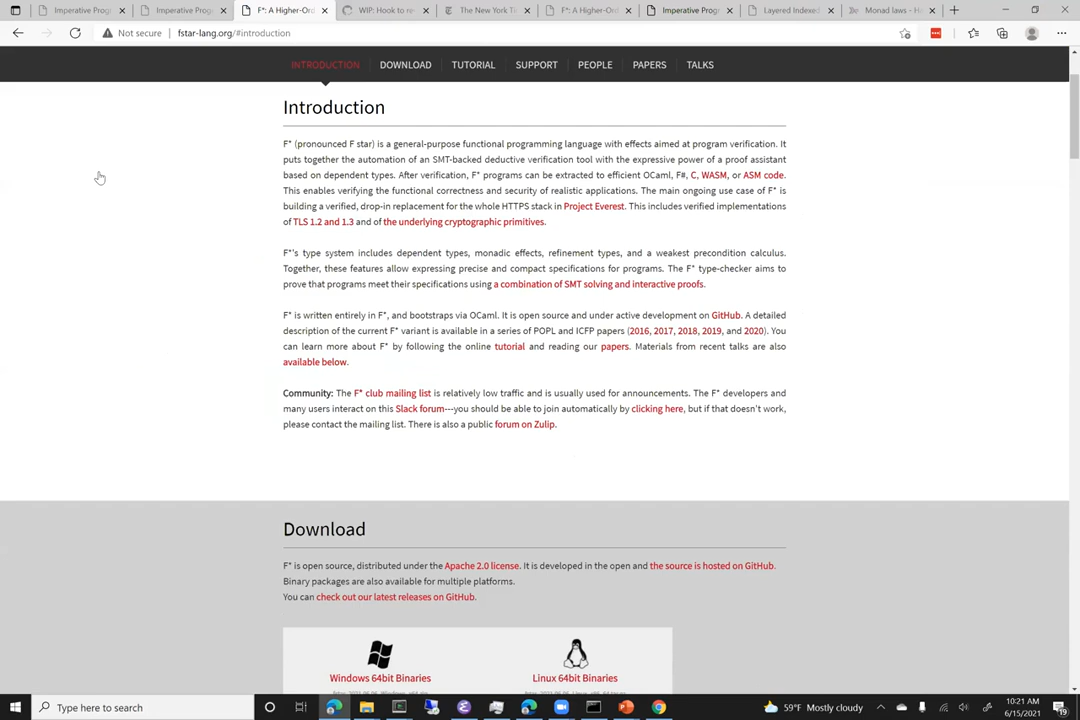 Imperative Progr
Imperative Progr
F*: A Higher-Ord
WIP: Hook to re
The New York Ti
F*: A Higher-Ord
Imperative Progr
Layered Indexed
Monad laws - Ha
Not secure
fstar-lang.org/#introduction
INTRODUCTION
DOWNLOAD
TUTORIAL
SUPPORT
PEOPLE
PAPERS
TALKS
Introduction
F* (pronounced F star) is a general-purpose functional programming language with effects aimed at program verification. It
puts together the automation of an SMT-backed deductive verification tool with the expressive power of a proof assistant
based on dependent types. After verification, F* programs can be extracted to efficient OCaml, F#, C, WASM, or ASM code.
This enables verifying the functional correctness and security of realistic applications. The main ongoing use case of F* is
building a verified, drop-in replacement for the whole HTTPS stack in Project Everest. This includes verified implementations
of TLS 1.2 and 1.3 and of the underlying cryptographic primitives.
F*'s type system includes dependent types, monadic effects, refinement types, and a weakest precondition calculus.
Together, these features allow expressing precise and compact specifications for programs. The F* type-checker aims to
prove that programs meet their specifications using a combination of SMT solving and interactive proofs.
F* is written entirely in F*, and bootstraps via OCaml. It is open source and under active development on GitHub. A detailed
description of the current F* variant is available in a series of POPL and ICFP papers (2016, 2017, 2018, 2019, and 2020). You
can learn more about F* by following the online tutorial and reading our papers. Materials from recent talks are also
available below.
Community: The F* club mailing list is relatively low traffic and is usually used for announcements. The F* developers and
many users interact on this Slack forum---you should be able to join automatically by clicking here, but if that doesn't work,
please contact the mailing list. There is also a public forum on Zulip.
Download
F* is open source, distributed under the Apache 2.0 license. It is developed in the open and the source is hosted on GitHub.
Binary packages are also available for multiple platforms.
You can check out our latest releases on GitHub.
Windows 64bit Binaries
Linux 64bit Binaries
Type here to search
59°F Mostly cloudy
10:21 AM
6/15/2021